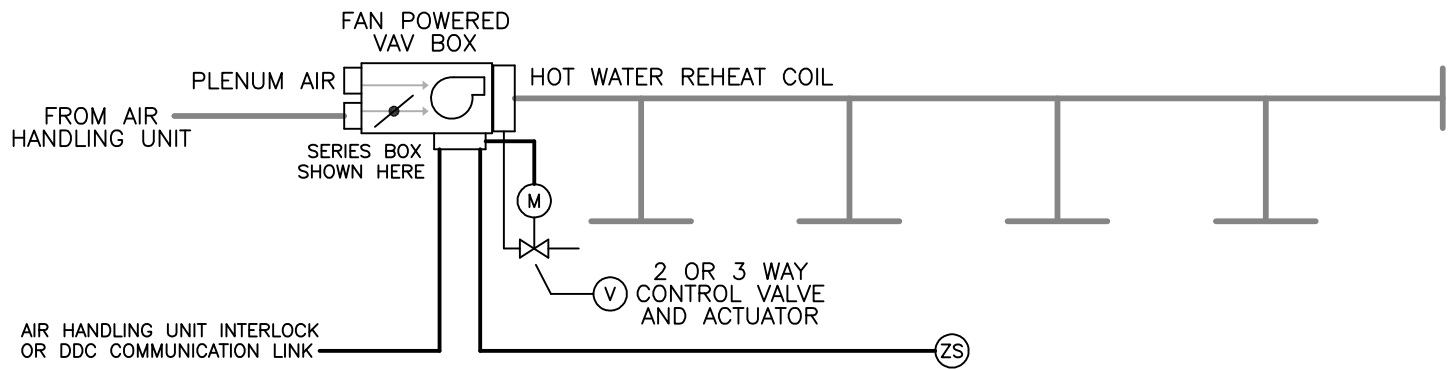 FAN POWERED
VAV BOX
PLENUM AIR
HOT WATER REHEAT COIL
FROM AIR
HANDLING UNIT
SERIES BOX
SHOWN HERE
M
2 OR 3 WAY
V
CONTROL VALVE
AND ACTUATOR
AIR HANDLING UNIT INTERLOCK
OR DDC COMMUNICATION LINK
ZS